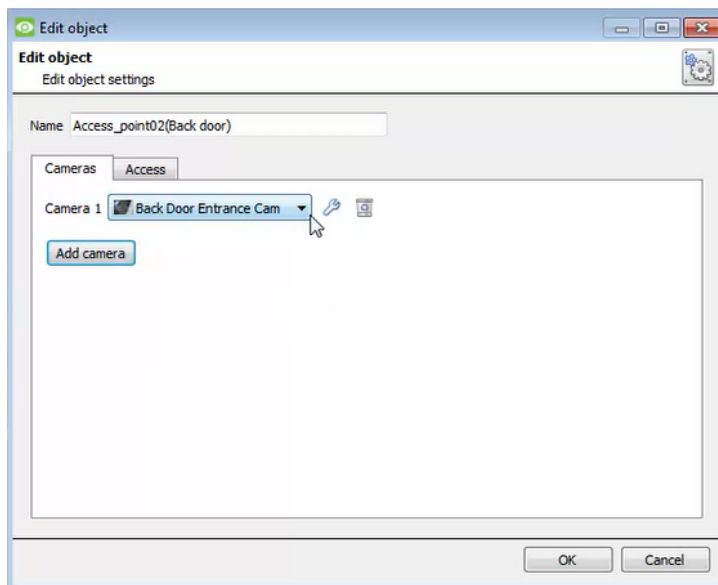 Edit object
Edit object
Edit object settings
Name Access_point02(Back door)
Cameras Access
Camera 1 Back Door Entrance Cam
Add camera
OK Cancel